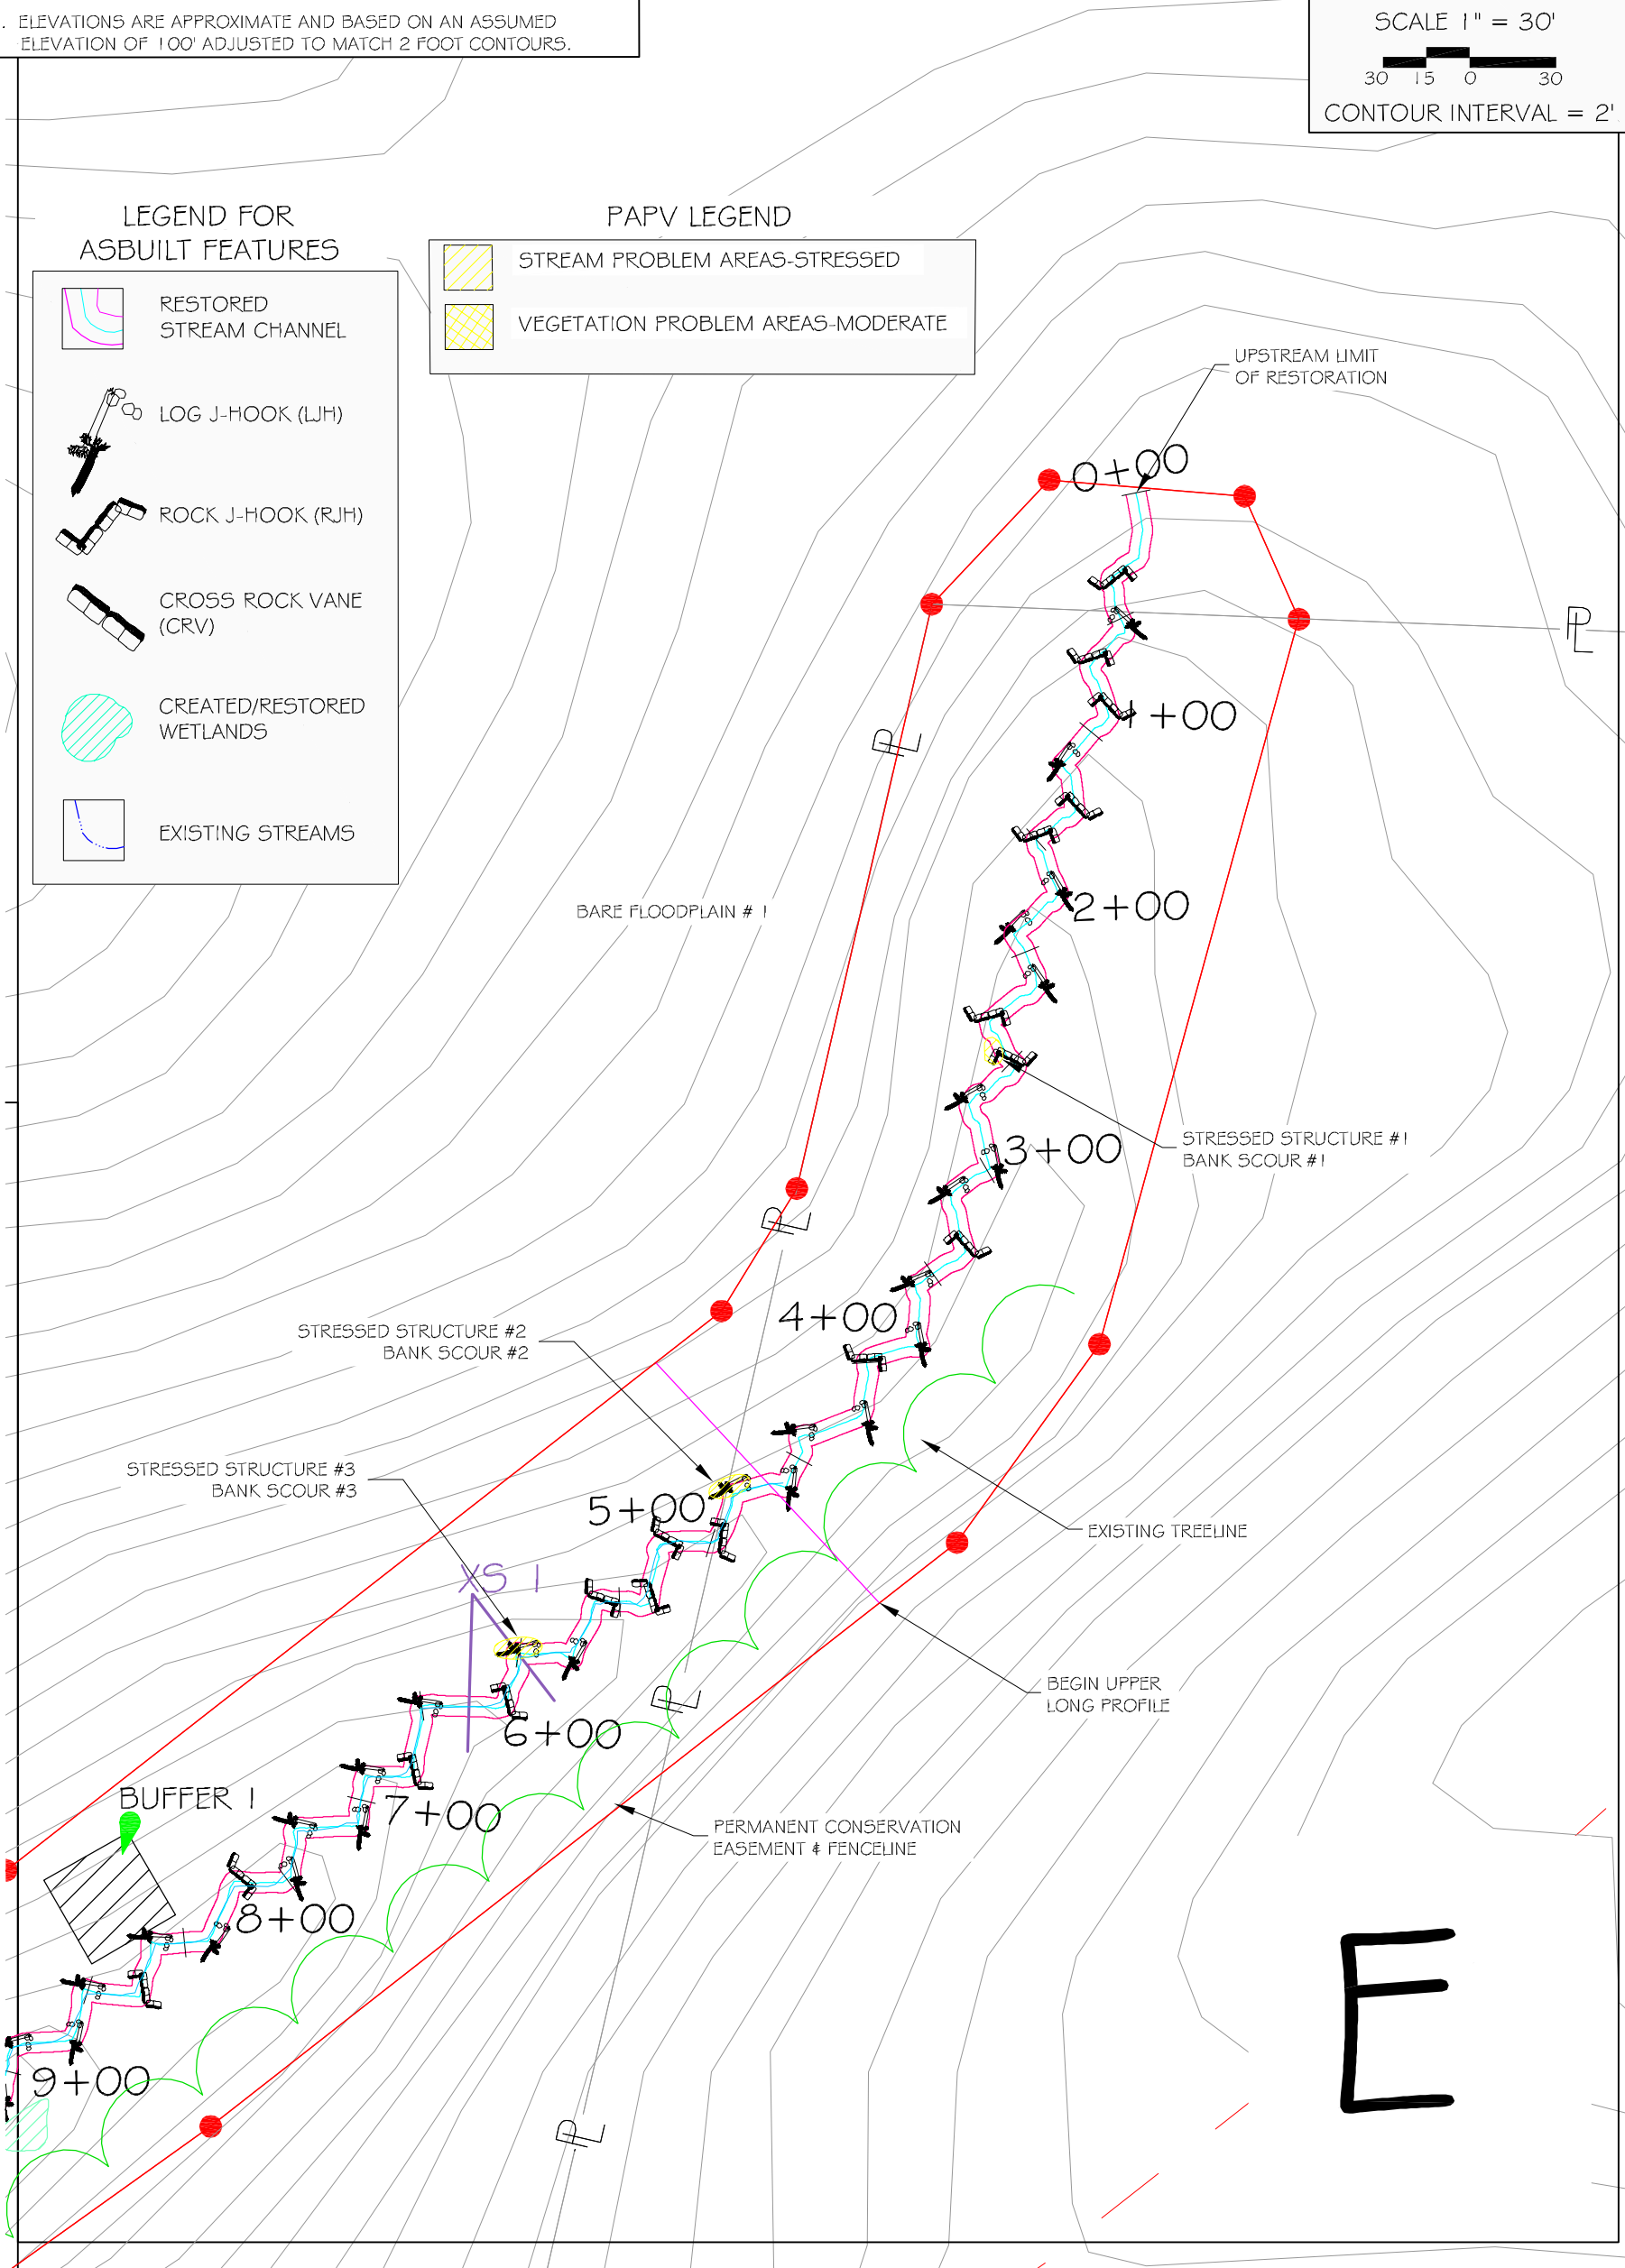 . ELEVATIONS ARE APPROXIMATE AND BASED ON AN ASSUMED
ELEVATION OF 100' ADJUSTED TO MATCH 2 FOOT CONTOURS.
SCALE 1" = 30'
30 15 0 30
CONTOUR INTERVAL = 2'
LEGEND FOR
ASBUILT FEATURES
RESTORED
STREAM CHANNEL
LOG J-HOOK (LJH)
ROCK J-HOOK (RJH)
CROSS ROCK VANE
(CRV)
CREATED/RESTORED
WETLANDS
EXISTING STREAMS
PAPV LEGEND
STREAM PROBLEM AREAS-STRESSED
VEGETATION PROBLEM AREAS-MODERATE
UPSTREAM LIMIT
OF RESTORATION
0+00
PL
1+00
PL
2+00
BARE FLOODPLAIN # 1
STRESSED STRUCTURE #1
BANK SCOUR #1
3+00
PL
4+00
STRESSED STRUCTURE #2
BANK SCOUR #2
STRESSED STRUCTURE #3
BANK SCOUR #3
5+00
EXISTING TREELINE
XS 1
BEGIN UPPER
LONG PROFILE
PL
6+00
BUFFER 1
7+00
PERMANENT CONSERVATION
EASEMENT & FENCELINE
8+00
9+00
PL
E